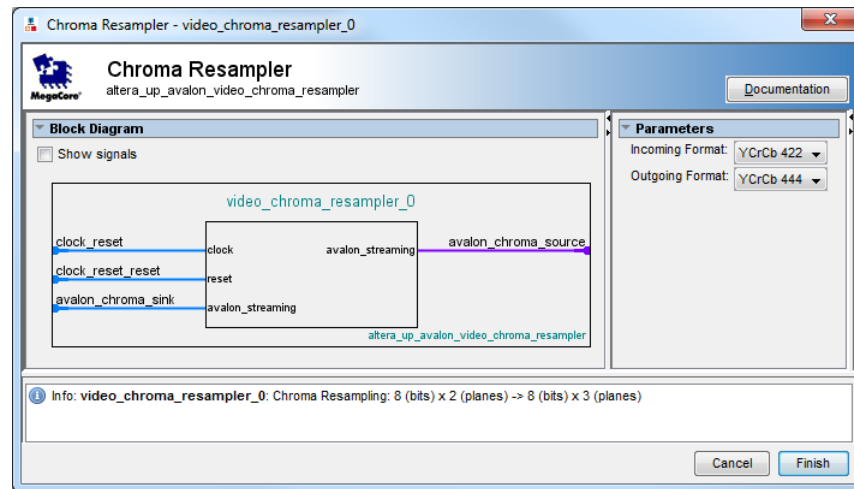 Chroma Resampler - video_chroma_resampler_0
MegaCore®
Chroma Resampler
altera_up_avalon_video_chroma_resampler
Documentation
Block Diagram
Show signals
video_chroma_resampler_0
clock_reset
clock
avalon_streaming
avalon_chroma_source
clock_reset_reset
reset
avalon_chroma_sink
avalon_streaming
altera_up_avalon_video_chroma_resampler
Parameters
Incoming Format: YCrCb 422
Outgoing Format: YCrCb 444
Info: video_chroma_resampler_0: Chroma Resampling: 8 (bits) x 2 (planes) -> 8 (bits) x 3 (planes)
Cancel Finish